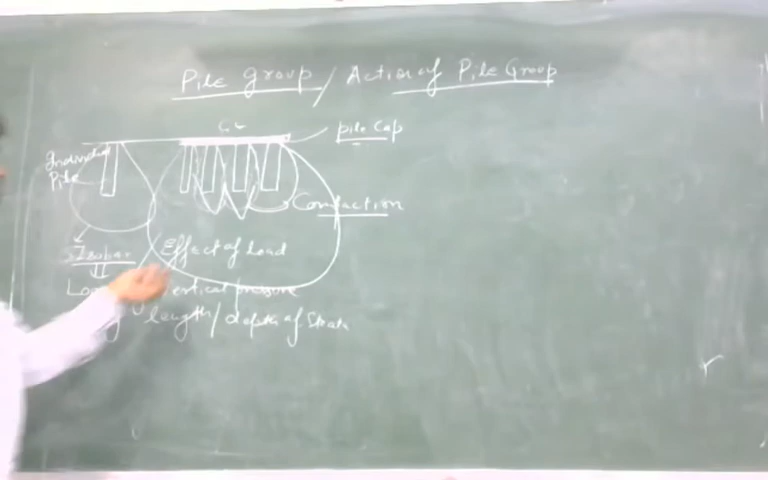 Pile group / Action of Pile Group
pile cap
Individual
Pile
Compaction
Isobar
Effect of Load
vertical pressure
length / depth of Strata